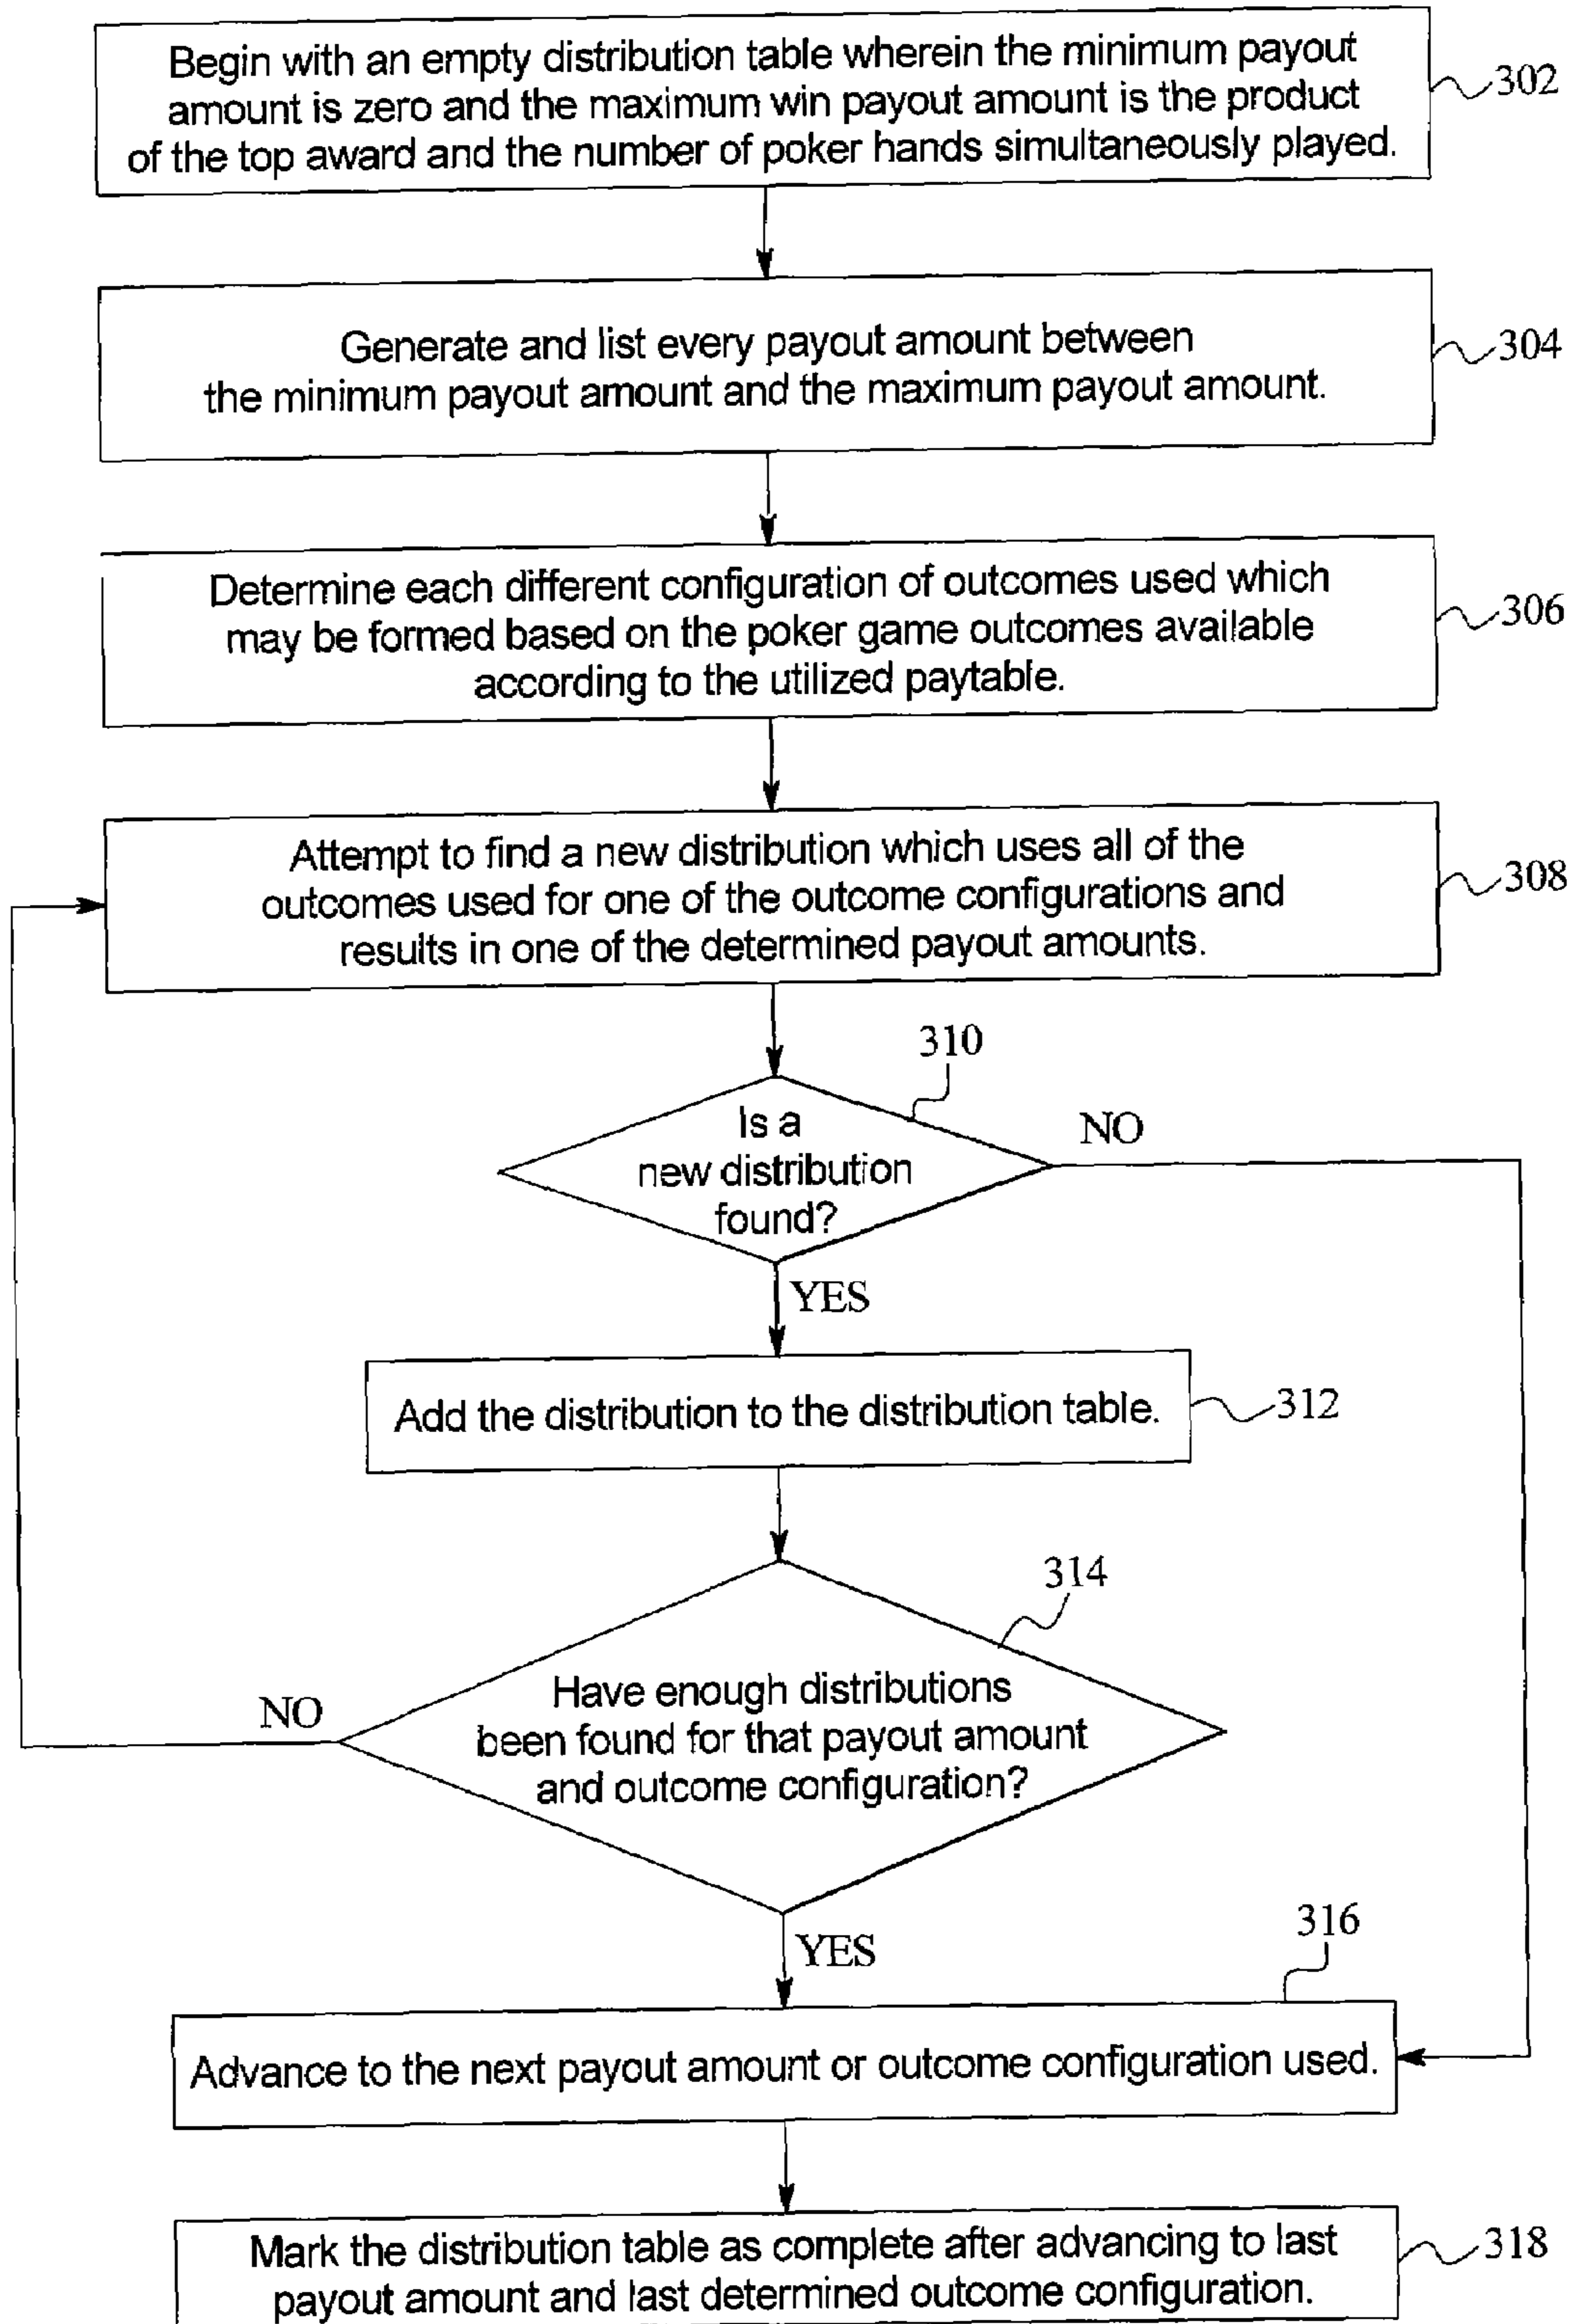 Begin with an empty distribution table wherein the minimum payout
amount is zero and the maximum win payout amount is the product
of the top award and the number of poker hands simultaneously played.
302
Generate and list every payout amount between
the minimum payout amount and the maximum payout amount.
304
Determine each different configuration of outcomes used which
may be formed based on the poker game outcomes available
according to the utilized paytable.
306
Attempt to find a new distribution which uses all of the
outcomes used for one of the outcome configurations and
results in one of the determined payout amounts.
308
310
Is a
new distribution
found?
NO
YES
Add the distribution to the distribution table.
312
314
Have enough distributions
been found for that payout amount
and outcome configuration?
NO
YES
316
Advance to the next payout amount or outcome configuration used.
Mark the distribution table as complete after advancing to last
payout amount and last determined outcome configuration.
318